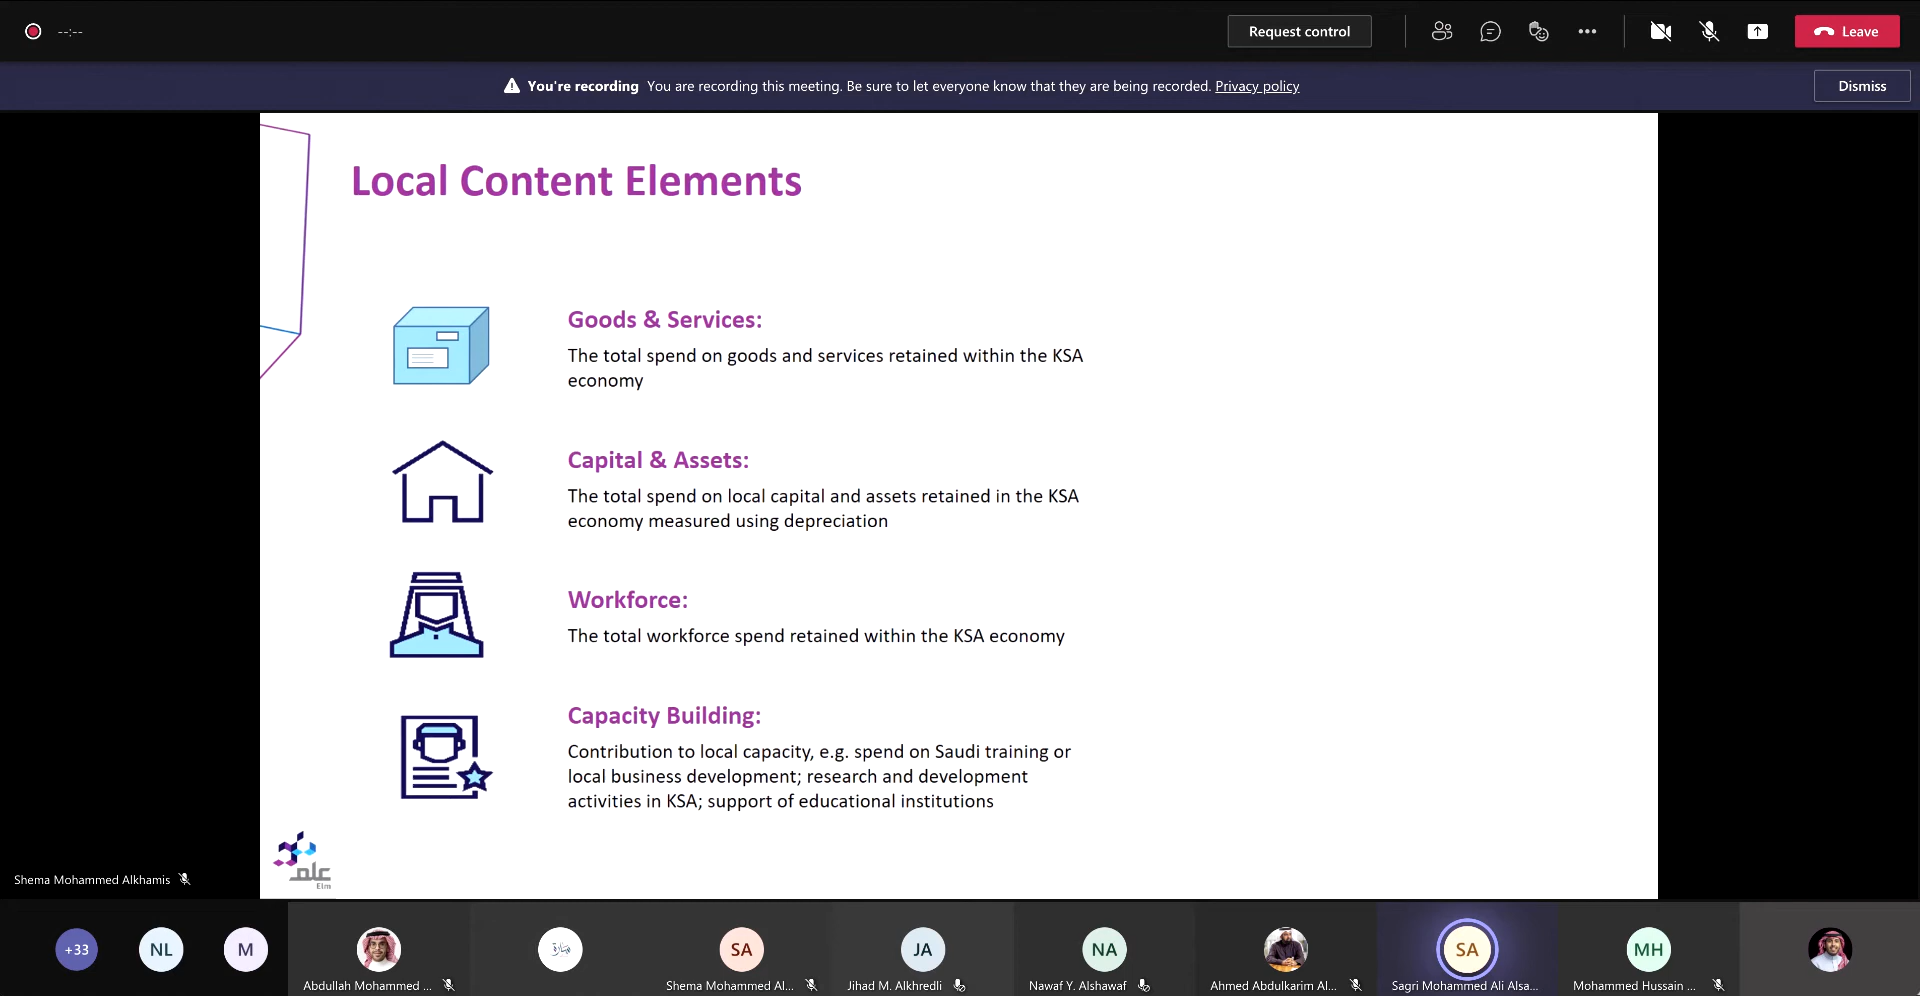 --:--
Request control
Leave
You're recording You are recording this meeting. Be sure to let everyone know that they are being recorded. Privacy policy
Dismiss
Local Content Elements
Goods & Services:
The total spend on goods and services retained within the KSA
economy
Capital & Assets:
The total spend on local capital and assets retained in the KSA
economy measured using depreciation
Workforce:
The total workforce spend retained within the KSA economy
Capacity Building:
Contribution to local capacity, e.g. spend on Saudi training or
local business development; research and development
activities in KSA; support of educational institutions
علم
Elm
Shema Mohammed Alkhamis
+33
NL
M
SA
JA
NA
SA
MH
Abdullah Mohammed ...
Shema Mohammed Al...
Jihad M. Alkhredli
Nawaf Y. Alshawaf
Ahmed Abdulkarim Al...
Sagri Mohammed Ali Alsa...
Mohammed Hussain ...